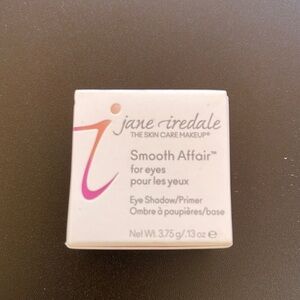 jane iredale
THE SKIN CARE MAKEUP®
Smooth Affair™
for eyes
pour les yeux
Eye Shadow/Primer
Ombre à paupières/base
Net Wt. 3.75 g/.13 oz ℮